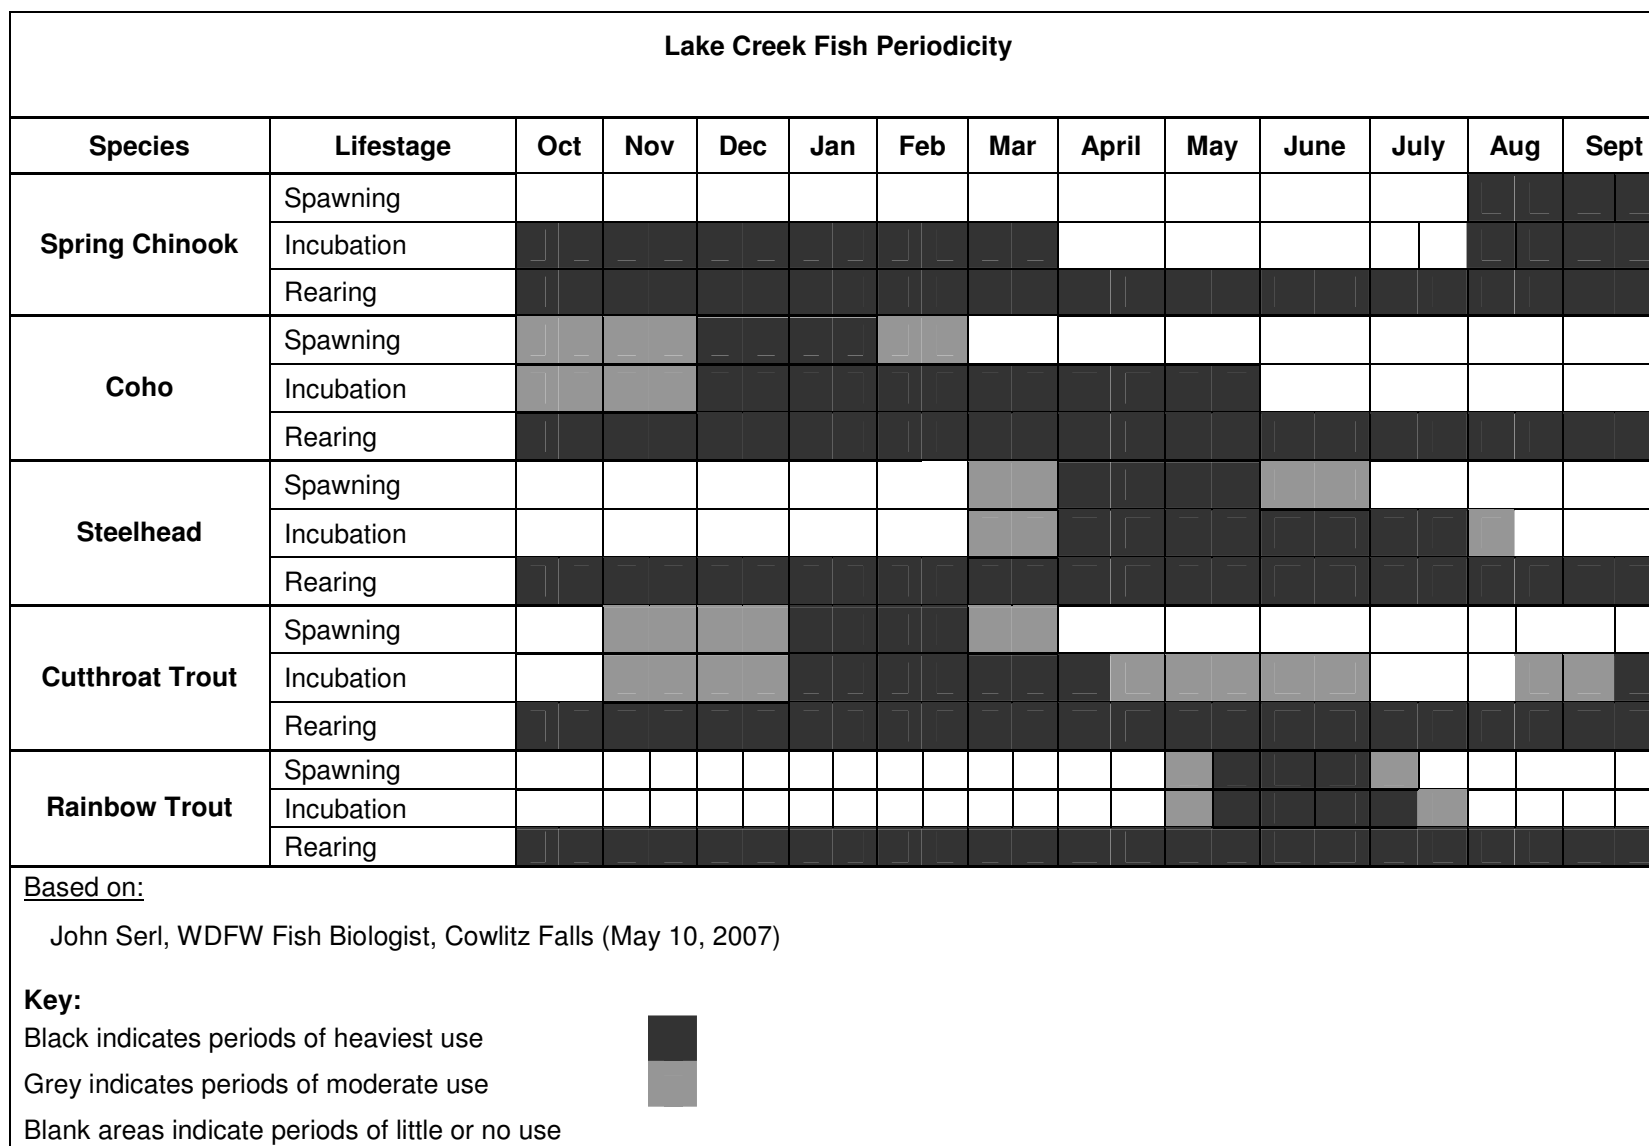 Lake Creek Fish Periodicity
Species Lifestage Oct Nov Dec Jan Feb Mar April May June July Aug Sept
Spring Chinook
Spawning
Incubation
Rearing
Coho
Spawning
Incubation
Rearing
Steelhead
Spawning
Incubation
Rearing
Cutthroat Trout
Spawning
Incubation
Rearing
Rainbow Trout
Spawning
Incubation
Rearing
Based on:
John Serl, WDFW Fish Biologist, Cowlitz Falls (May 10, 2007)
Key:
Black indicates periods of heaviest use
Grey indicates periods of moderate use
Blank areas indicate periods of little or no use